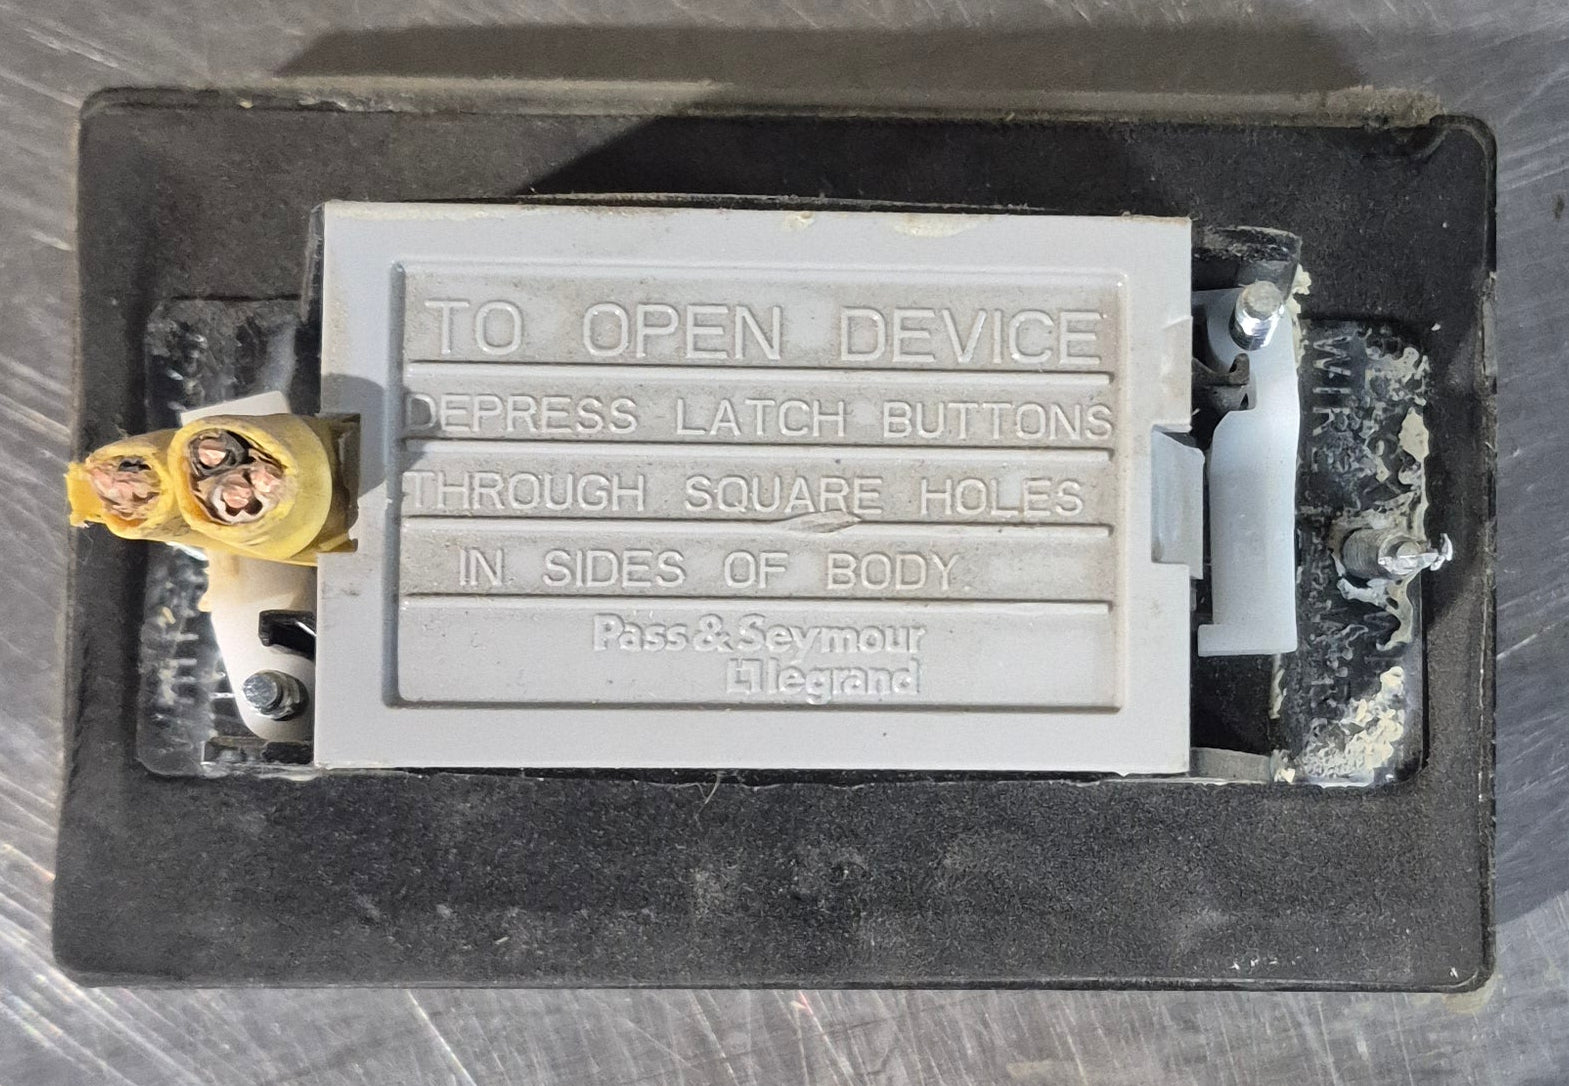 TO OPEN DEVICE
DEPRESS LATCH BUTTONS
THROUGH SQUARE HOLES
IN SIDES OF BODY.
Pass & Seymour
legrand